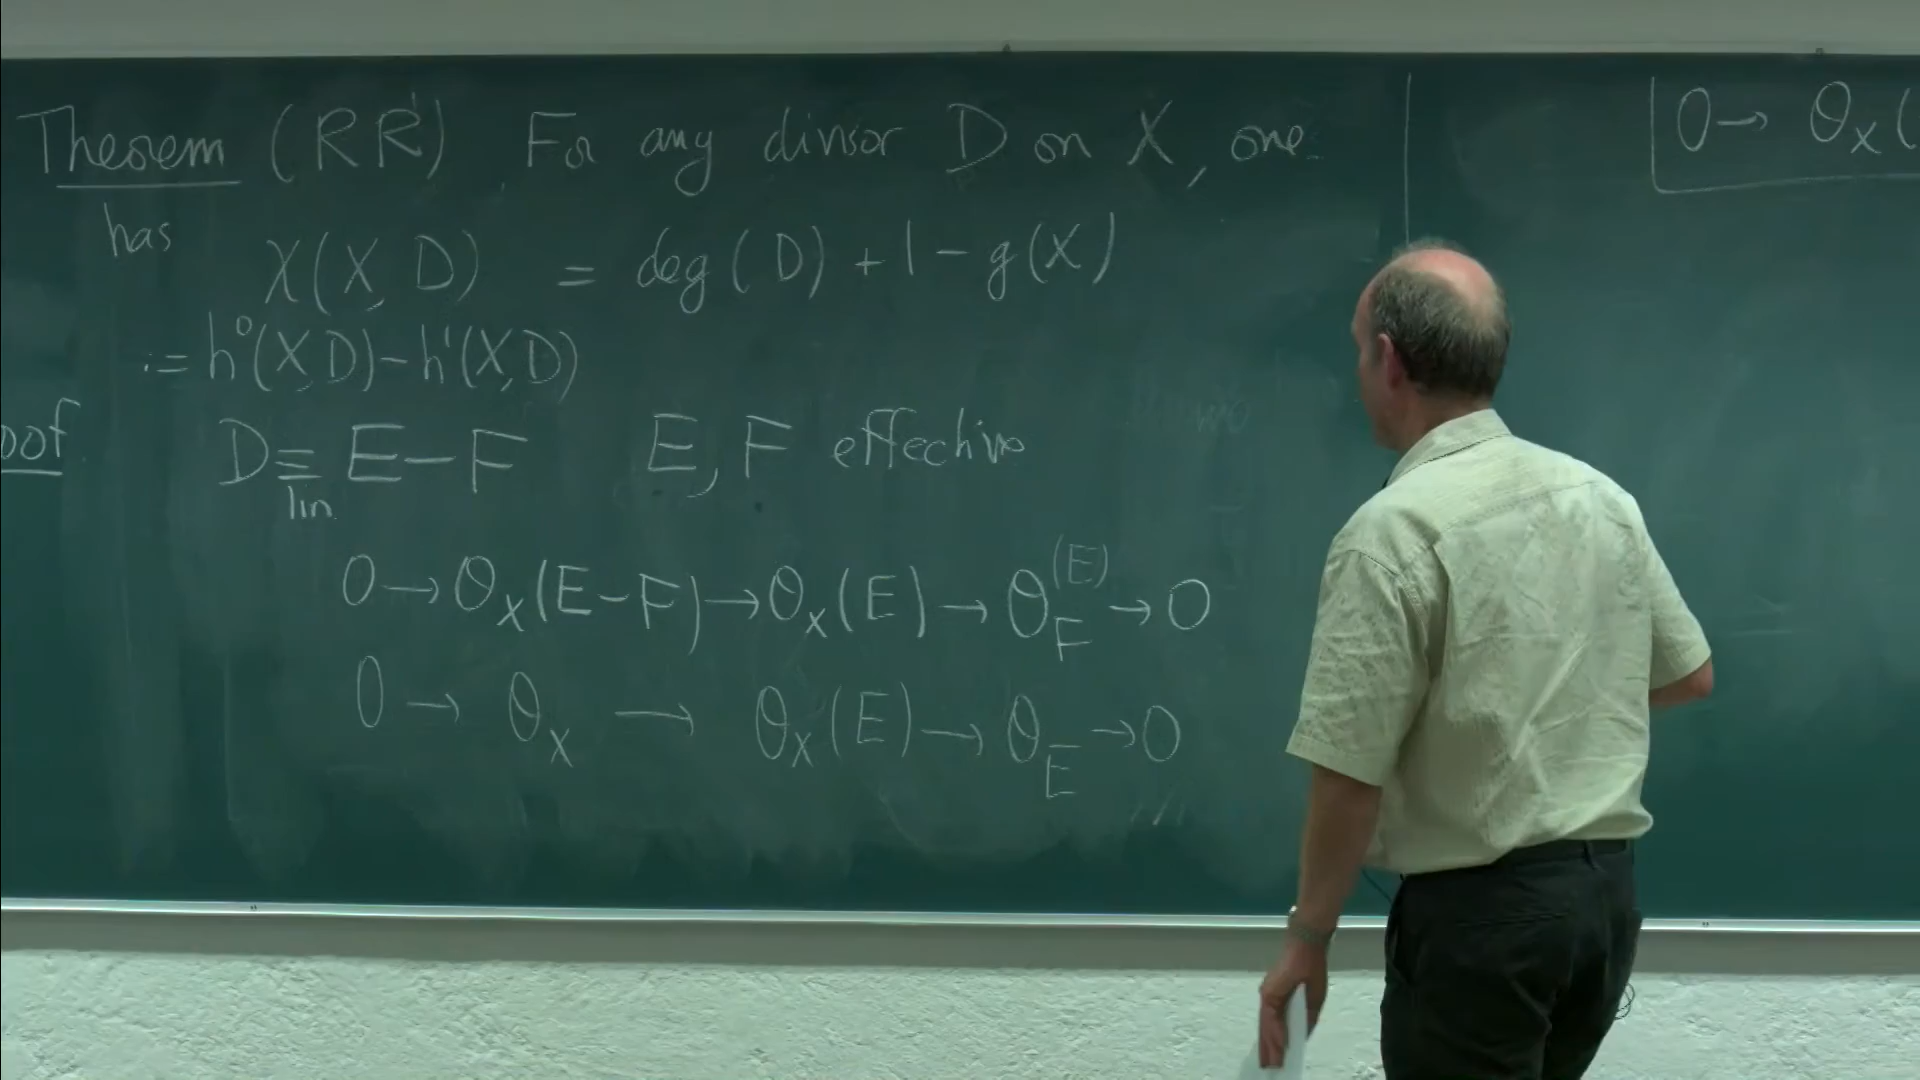 Theorem (RR) For any divisor D on X, one
has χ(X, D) = deg(D) + 1 - g(X)
:= h⁰(X,D) - h¹(X,D)
oof D ≡ E - F E, F effective
lin.
0 → O_X(E-F) → O_X(E) → O_F^(E) → 0
0 → O_X → O_X(E) → O_E → 0
0 → O_X(